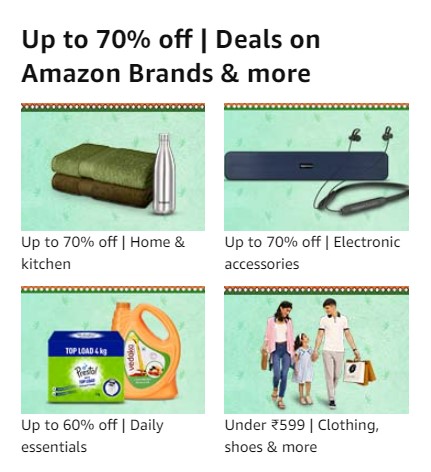 Up to 70% off | Deals on
Amazon Brands & more
Up to 70% off | Home &
kitchen
Up to 70% off | Electronic
accessories
TOP LOAD 4 kg
Presto!
TOP LOAD
vedaka
Up to 60% off | Daily
essentials
Under ₹599 | Clothing,
shoes & more